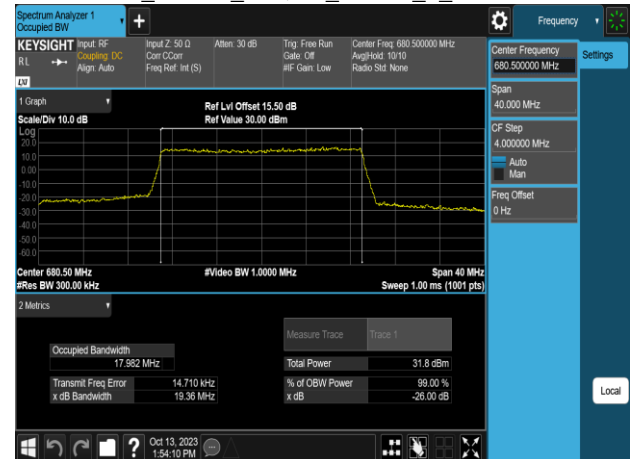 Spectrum Analyzer 1
Occupied BW
+
Frequency
KEYSIGHT
Input: RF
Input Z: 50 Ω
Atten: 30 dB
Trig: Free Run
Center Freq: 680.500000 MHz
RL
Coupling: DC
Corr CCorr
Gate: Off
Avg|Hold: 10/10
Align: Auto
Freq Ref: Int (S)
#IF Gain: Low
Radio Std: None
LXI
Center Frequency
680.500000 MHz
Settings
Span
40.000 MHz
CF Step
4.000000 MHz
Auto
Man
Freq Offset
0 Hz
Local
1 Graph
Ref Lvl Offset 15.50 dB
Scale/Div 10.0 dB
Ref Value 30.00 dBm
Log
20.0
10.0
0.00
-10.0
-20.0
-30.0
-40.0
-50.0
-60.0
Center 680.50 MHz
#Video BW 1.0000 MHz
Span 40 MHz
#Res BW 300.00 kHz
Sweep 1.00 ms (1001 pts)
2 Metrics
Measure Trace
Trace 1
Occupied Bandwidth
17.982 MHz
Total Power
31.8 dBm
Transmit Freq Error
14.710 kHz
% of OBW Power
99.00 %
x dB Bandwidth
19.36 MHz
x dB
-26.00 dB
?
Oct 13, 2023
1:54:10 PM